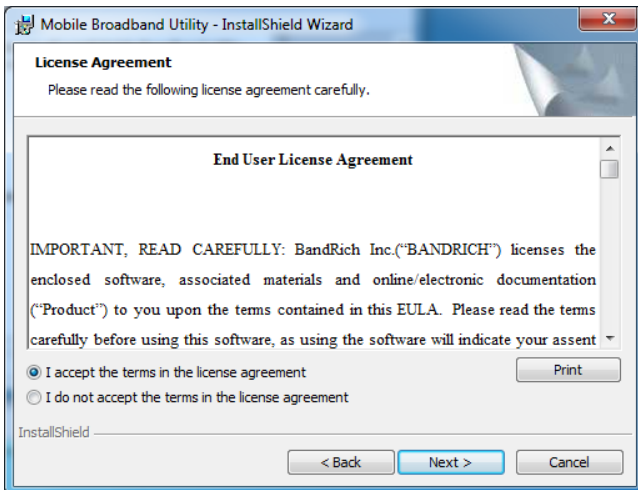 Mobile Broadband Utility - InstallShield Wizard
License Agreement
Please read the following license agreement carefully.
End User License Agreement
IMPORTANT, READ CAREFULLY: BandRich Inc.(“BANDRICH”) licenses the
enclosed software, associated materials and online/electronic documentation
(“Product”) to you upon the terms contained in this EULA. Please read the terms
carefully before using this software, as using the software will indicate your assent
I accept the terms in the license agreement
Print
I do not accept the terms in the license agreement
InstallShield
< Back Next > Cancel